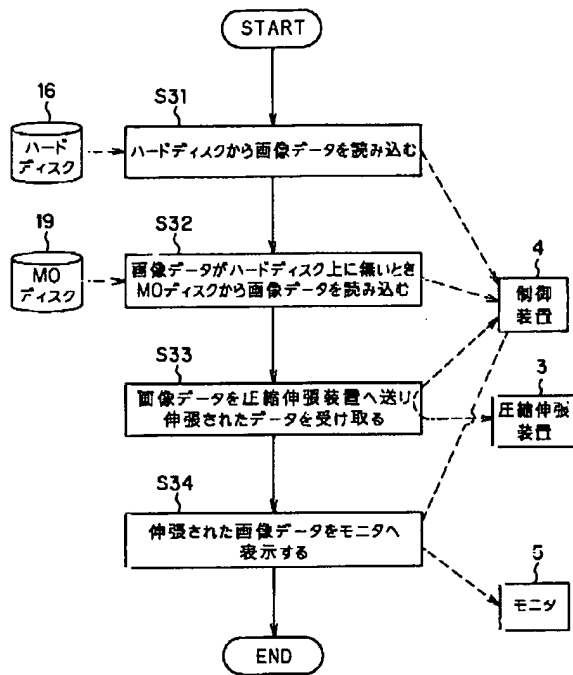 START
16
ハード
ディスク
S31
ハードディスクから画像データを読み込む
19
MO
ディスク
S32
画像データがハードディスク上に無いとき
MOディスクから画像データを読み込む
4
制御
装置
S33
画像データを圧縮伸張装置へ送り
伸張されたデータを受け取る
3
圧縮伸張
装置
S34
伸張された画像データをモニタへ
表示する
5
モニタ
END